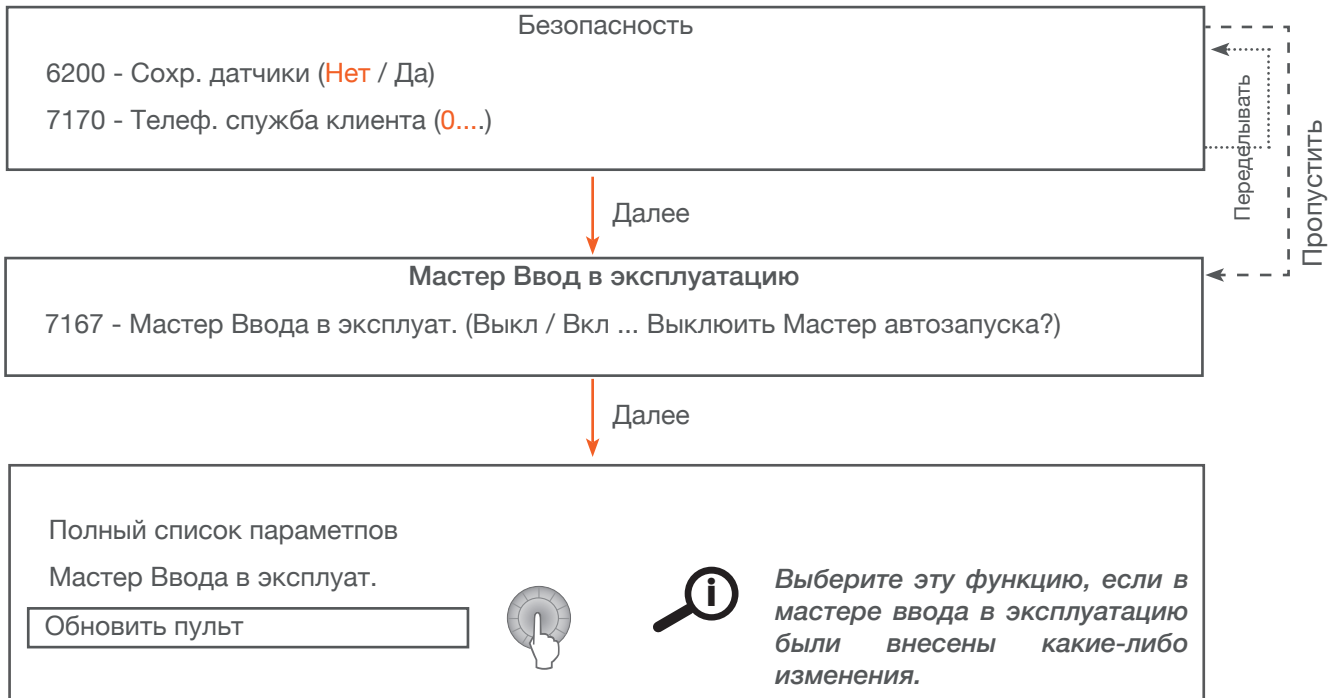 Безопасность
6200 - Сохр. датчики (Нет / Да)
7170 - Телеф. служба клиента (0....)
Переделывать
Пропустить
Далее
Мастер Ввод в эксплуатацию
7167 - Мастер Ввода в эксплуат. (Выкл / Вкл ... Выклюить Мастер автозапуска?)
Далее
Полный список параметпов
Мастер Ввода в эксплуат.
Обновить пульт
i
Выберите эту функцию, если в
мастере ввода в эксплуатацию
были внесены какие-либо
изменения.